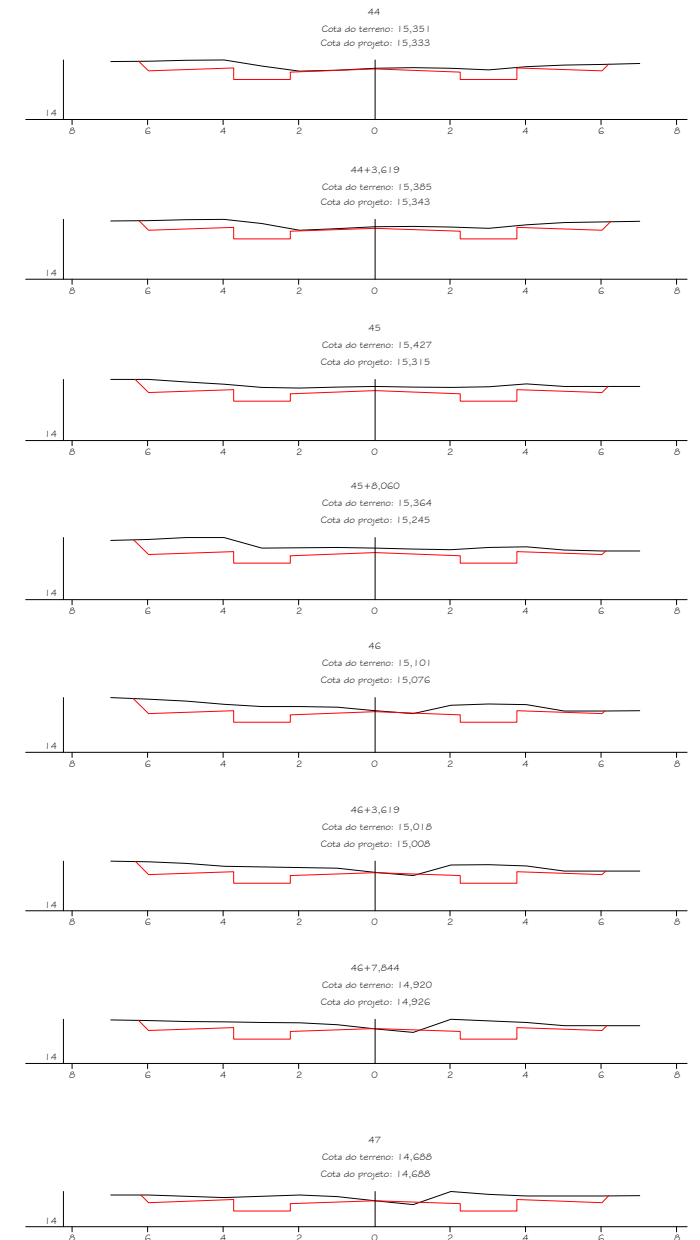 44
Cota do terreno: 15,351
Cota do projeto: 15,333
14
8 6 4 2 0 2 4 6 8
44+3,619
Cota do terreno: 15,385
Cota do projeto: 15,343
14
8 6 4 2 0 2 4 6 8
45
Cota do terreno: 15,427
Cota do projeto: 15,315
14
8 6 4 2 0 2 4 6 8
45+8,060
Cota do terreno: 15,364
Cota do projeto: 15,245
14
8 6 4 2 0 2 4 6 8
46
Cota do terreno: 15,101
Cota do projeto: 15,076
14
8 6 4 2 0 2 4 6 8
46+3,619
Cota do terreno: 15,018
Cota do projeto: 15,008
14
8 6 4 2 0 2 4 6 8
46+7,844
Cota do terreno: 14,920
Cota do projeto: 14,926
14
8 6 4 2 0 2 4 6 8
47
Cota do terreno: 14,688
Cota do projeto: 14,688
14
8 6 4 2 0 2 4 6 8